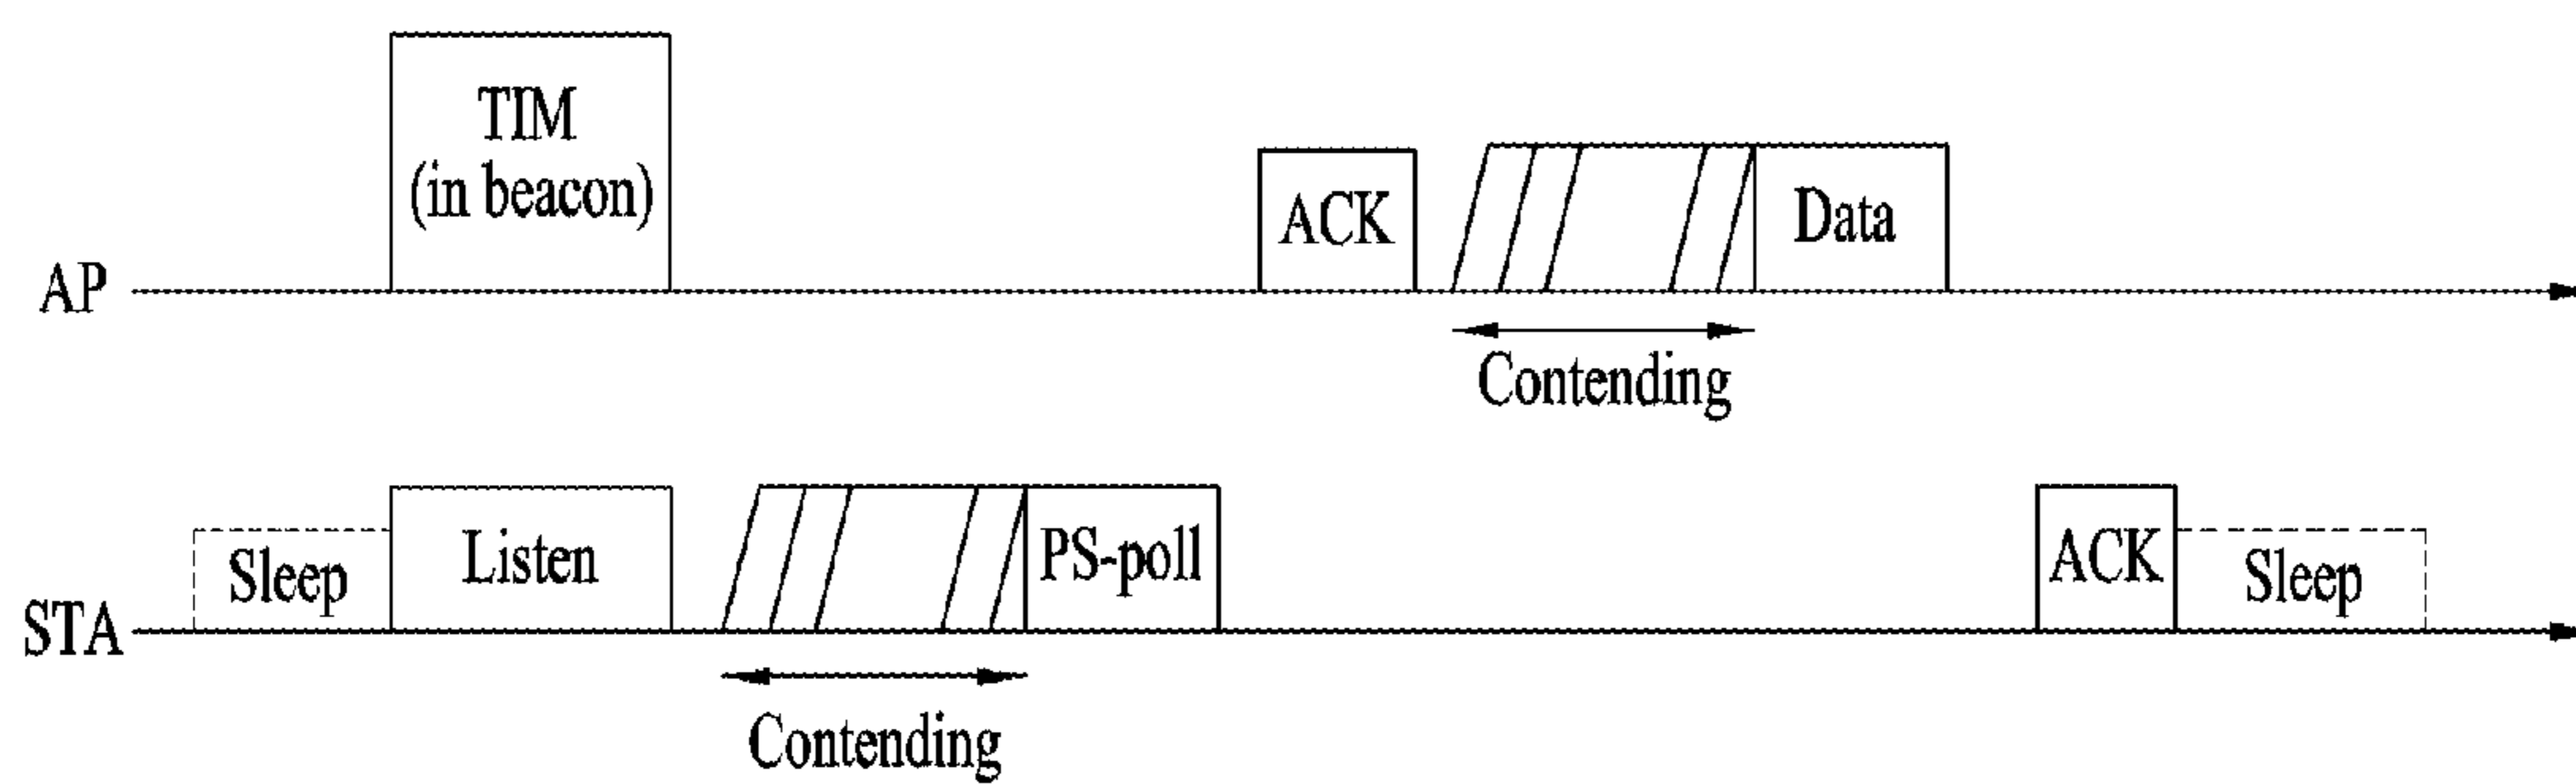 TIM
(in beacon)
ACK
Data
AP
Contending
Sleep
Listen
PS-poll
ACK
Sleep
STA
Contending